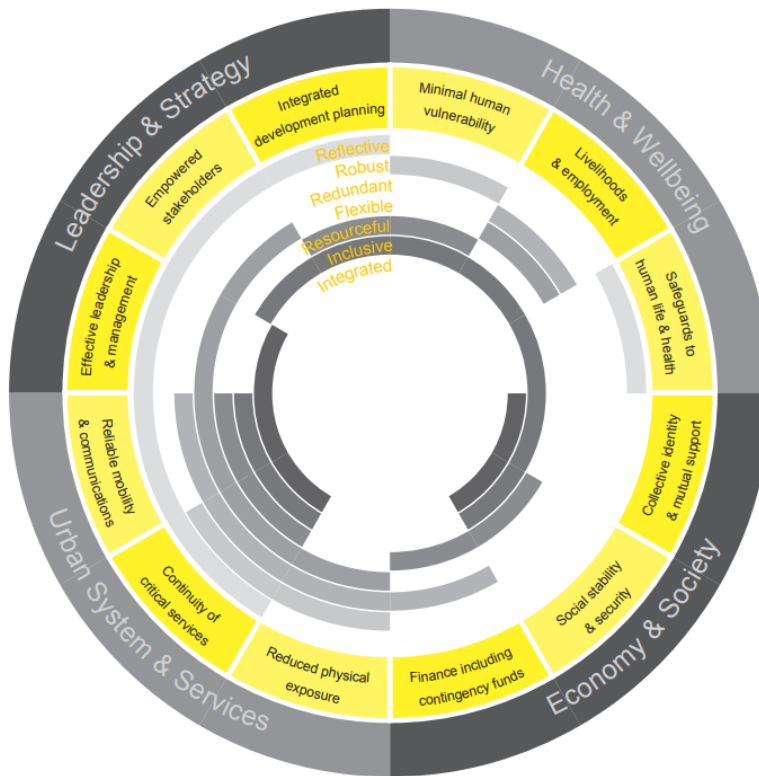 Leadership & Strategy
Health & Wellbeing
Economy & Society
Urban System & Services
Integrated
development planning
Minimal human
vulnerability
Livelihoods
& employment
Safeguards to
human life & health
Collective identity
& mutual support
Social stability
& security
Finance including
contingency funds
Reduced physical
exposure
Continuity of
critical services
Reliable mobility
& communications
Effective leadership
& management
Empowered
stakeholders
Reflective
Robust
Redundant
Flexible
Resourceful
Inclusive
Integrated